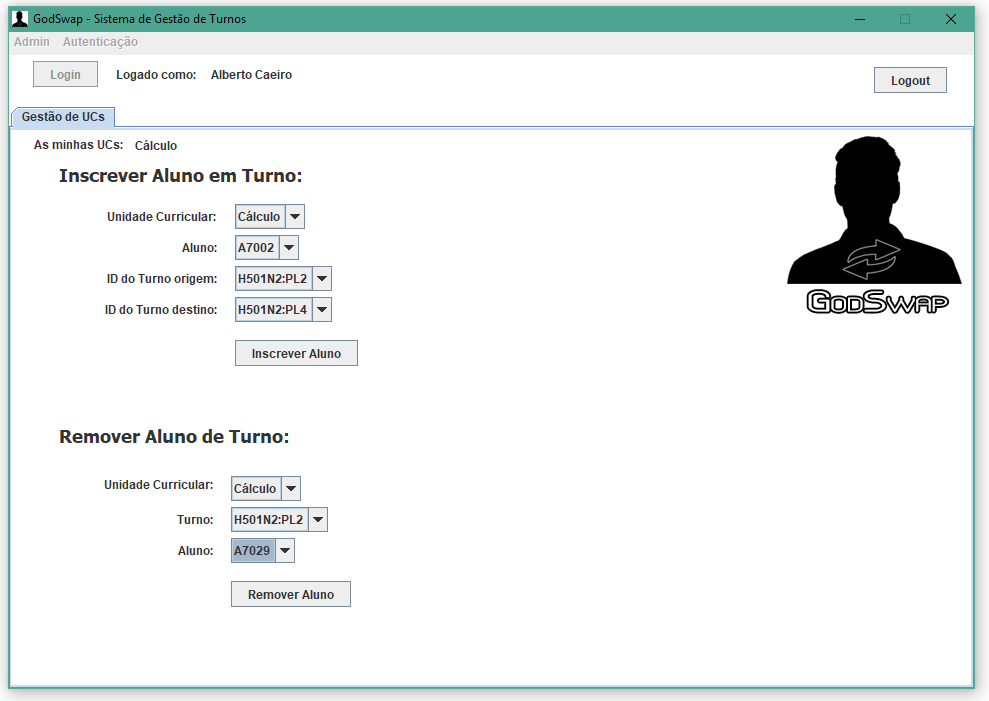 GodSwap - Sistema de Gestão de Turnos
Admin Autenticação
Login Logado como: Alberto Caeiro Logout
Gestão de UCs
As minhas UCs: Cálculo
Inscrever Aluno em Turno:
Unidade Curricular: Cálculo
Aluno: A7002
ID do Turno origem: H501N2:PL2
ID do Turno destino: H501N2:PL4
Inscrever Aluno
GodSwap
Remover Aluno de Turno:
Unidade Curricular: Cálculo
Turno: H501N2:PL2
Aluno: A7029
Remover Aluno